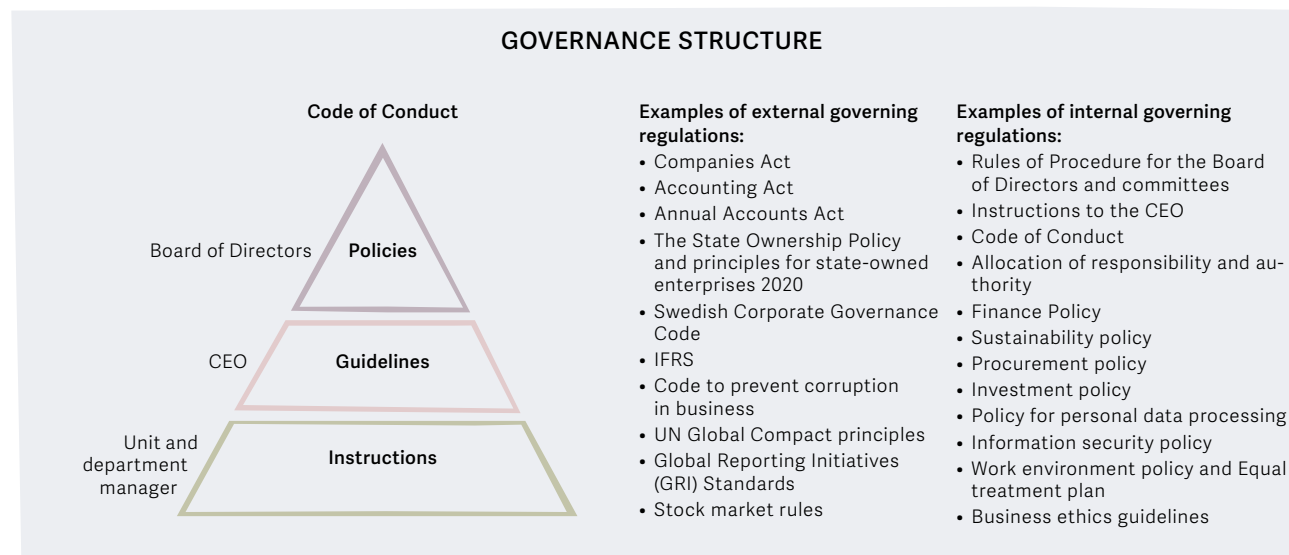 GOVERNANCE STRUCTURE
Code of Conduct
Board of Directors
Policies
CEO
Guidelines
Unit and
department
manager
Instructions
Examples of external governing
regulations:
• Companies Act
• Accounting Act
• Annual Accounts Act
• The State Ownership Policy
and principles for state-owned
enterprises 2020
• Swedish Corporate Governance
Code
• IFRS
• Code to prevent corruption
in business
• UN Global Compact principles
• Global Reporting Initiatives
(GRI) Standards
• Stock market rules
Examples of internal governing
regulations:
• Rules of Procedure for the Board
of Directors and committees
• Instructions to the CEO
• Code of Conduct
• Allocation of responsibility and au-
thority
• Finance Policy
• Sustainability policy
• Procurement policy
• Investment policy
• Policy for personal data processing
• Information security policy
• Work environment policy and Equal
treatment plan
• Business ethics guidelines